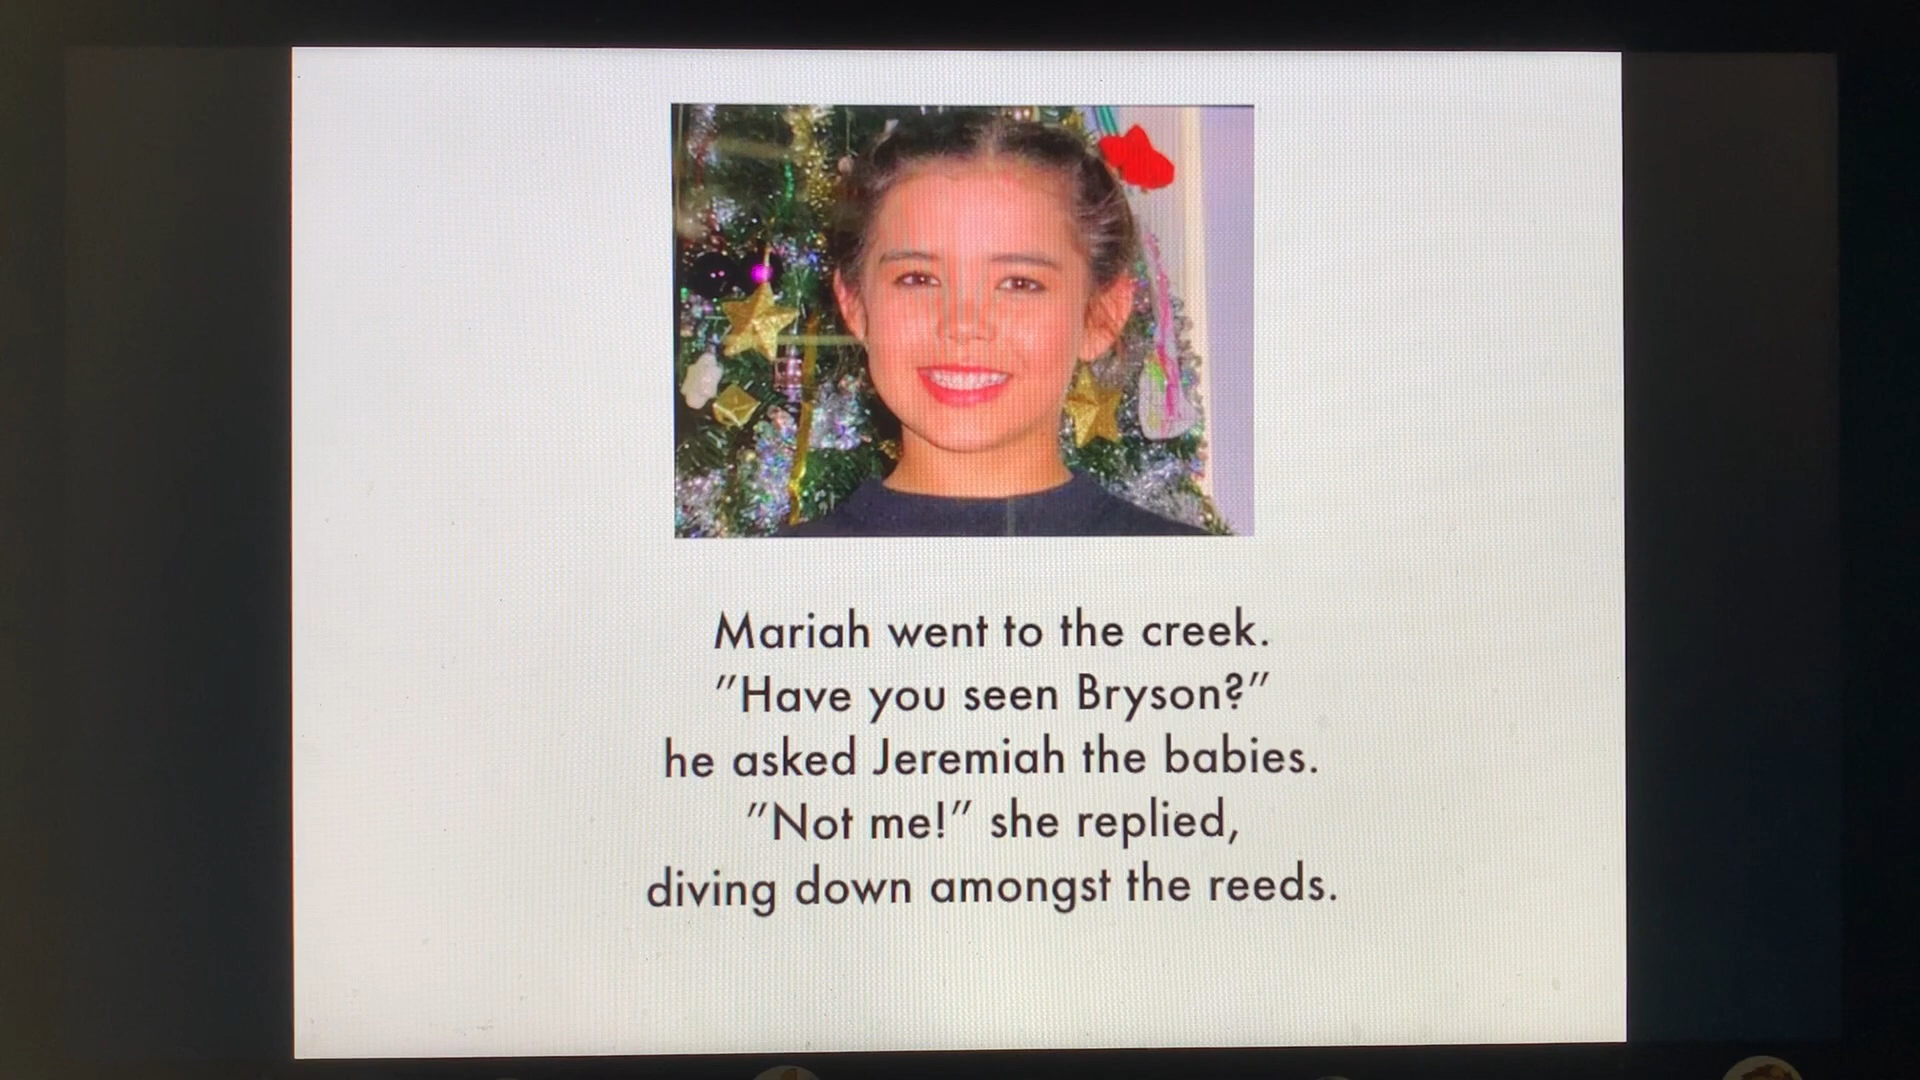 Mariah went to the creek.
"Have you seen Bryson?"
he asked Jeremiah the babies.
"Not me!" she replied,
diving down amongst the reeds.